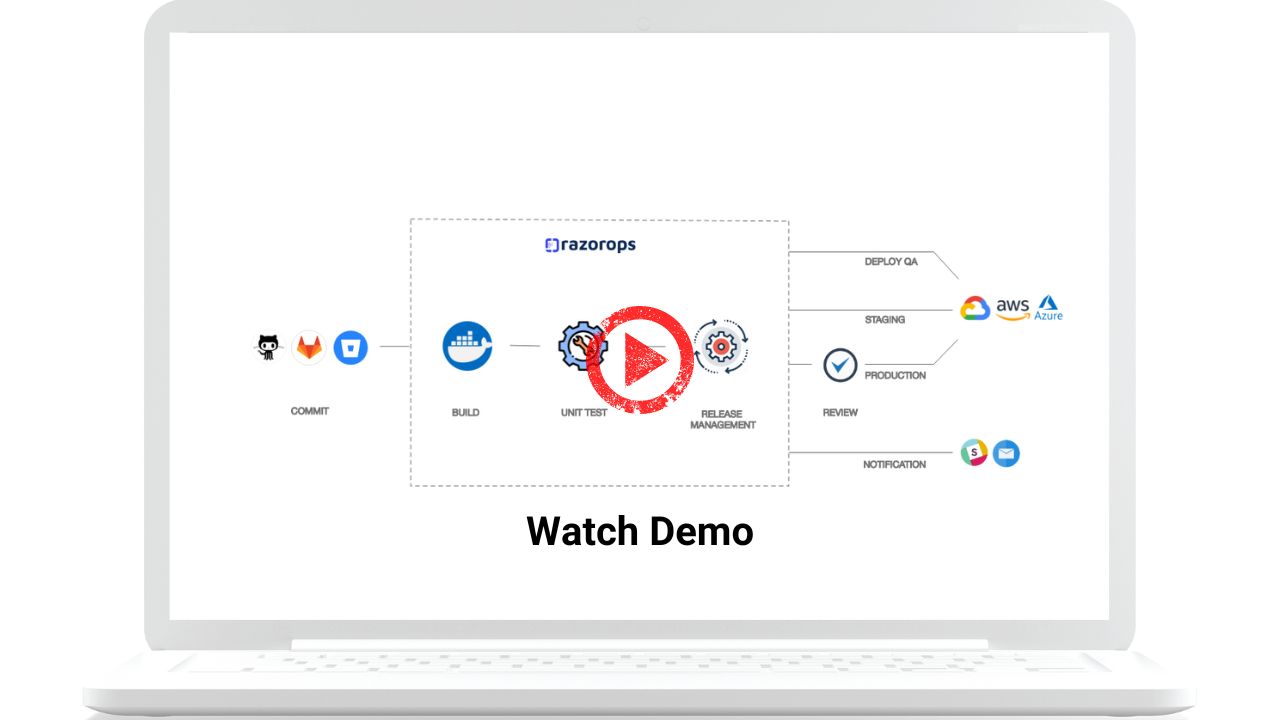 razorops
DEPLOY QA
aws
Azure
STAGING
PRODUCTION
COMMIT
BUILD
UNIT TEST
RELEASE
MANAGEMENT
REVIEW
S
NOTIFICATION
Watch Demo